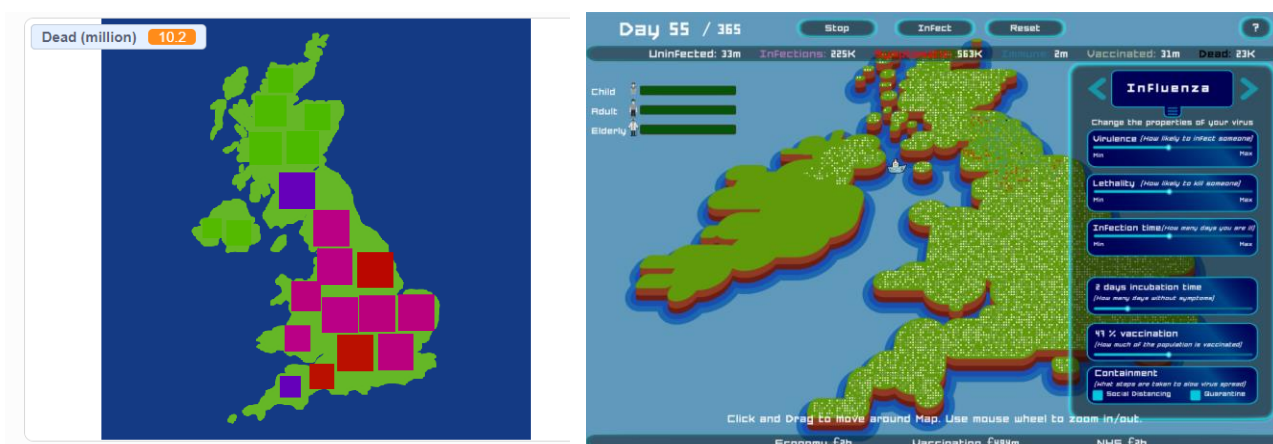 Dead (million) 10.2
Day 55 / 365
Stop
Infect
Reset
?
Uninfected: 33m Infections: 225K 563K Immune: 2m Vaccinated: 31m Dead: 23K
Child
Adult
Elderly
Influenza
Change the properties of your virus
Virulence (How likely to infect someone)
Min Max
Lethality (How likely to kill someone)
Min Max
Infection time(How many days you are ill)
Min Max
2 days incubation time
(How many days without symptoms)
47 % vaccination
(How much of the population is vaccinated)
Containment
(What steps are taken to slow virus spread)
Social Distancing Quarantine
Click and Drag to move around Map. Use mouse wheel to zoom in/out.
Economy Vaccination NHS